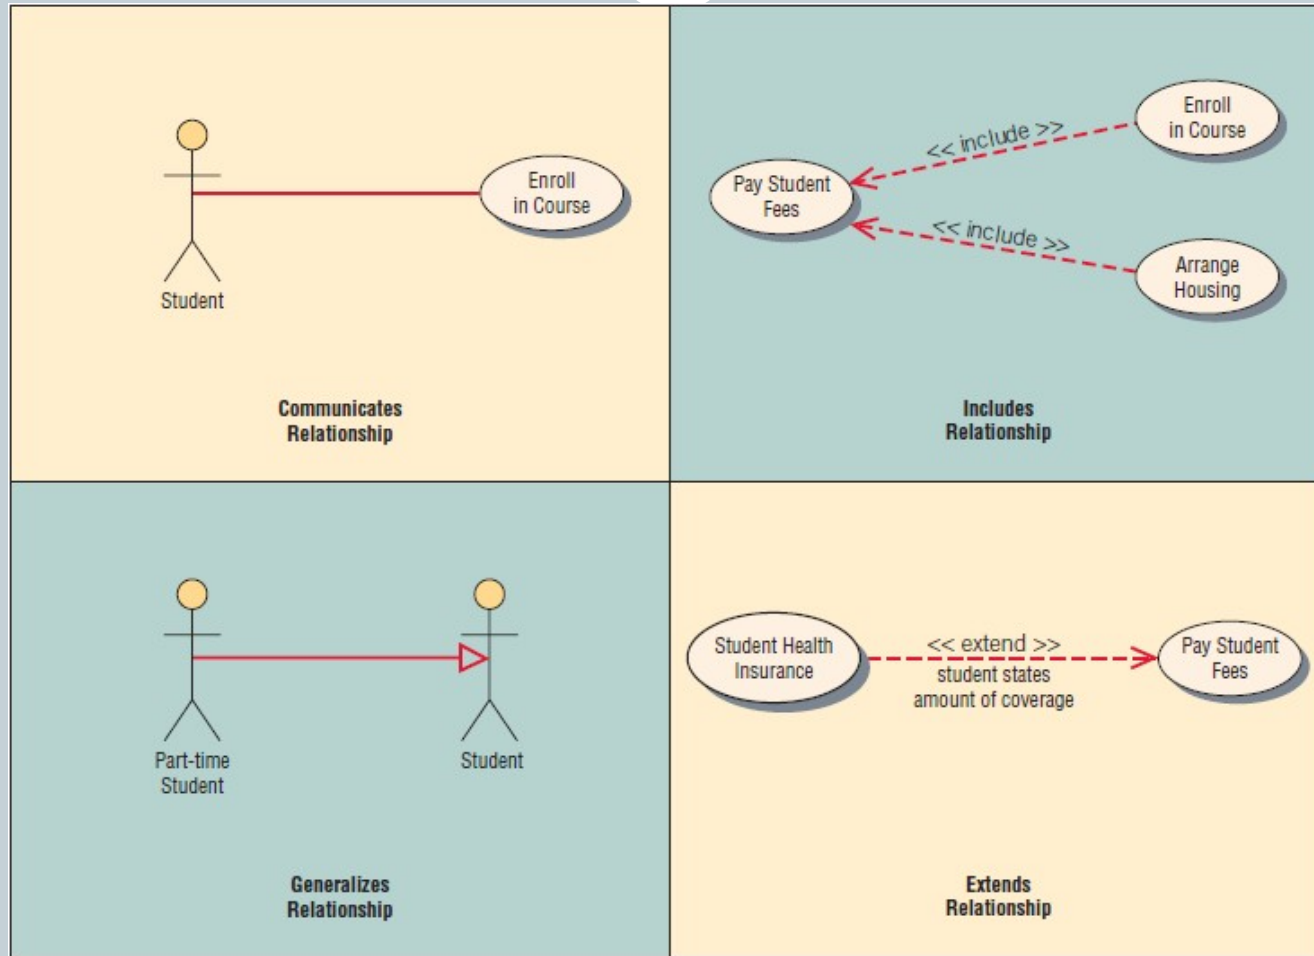 Enroll
in Course
Student
Communicates
Relationship
<< include >>
Enroll
in Course
Pay Student
Fees
<< include >>
Arrange
Housing
Includes
Relationship
Part-time
Student
Student
Generalizes
Relationship
Student Health
Insurance
<< extend >>
student states
amount of coverage
Pay Student
Fees
Extends
Relationship